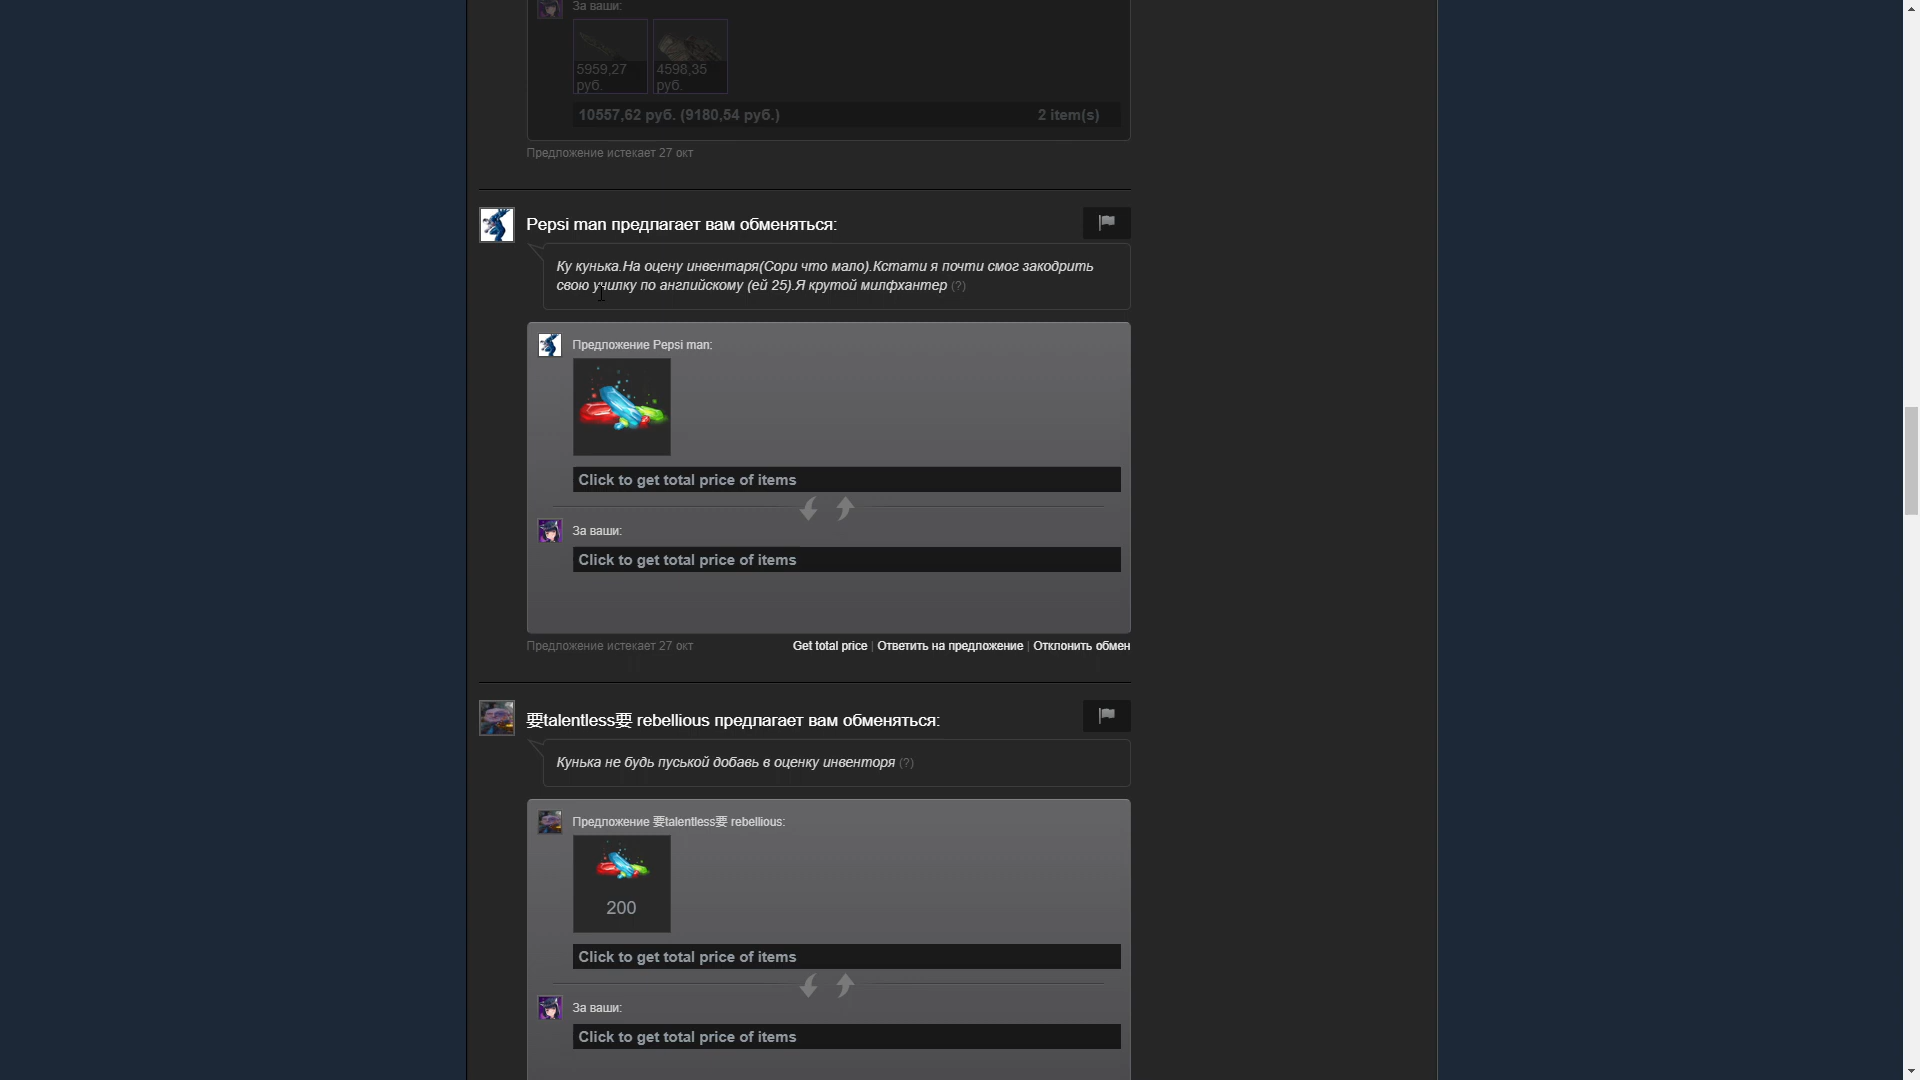 За ваши:
5959,27 4598,35
руб. руб.
10557,62 руб. (9180,54 руб.) 2 item(s)
Предложение истекает 27 окт
Pepsi man предлагает вам обменяться:
Ку кунька.На оцену инвентаря(Сори что мало).Кстати я почти смог закодрить
свою училку по английскому (ей 25).Я крутой милфхантер (?)
Предложение Pepsi man:
Click to get total price of items
За ваши:
Click to get total price of items
Предложение истекает 27 окт Get total price | Ответить на предложение | Отклонить обмен
要talentless要 rebellious предлагает вам обменяться:
Кунька не будь пуськой добавь в оценку инвенторя (?)
Предложение 要talentless要 rebellious:
200
Click to get total price of items
За ваши:
Click to get total price of items